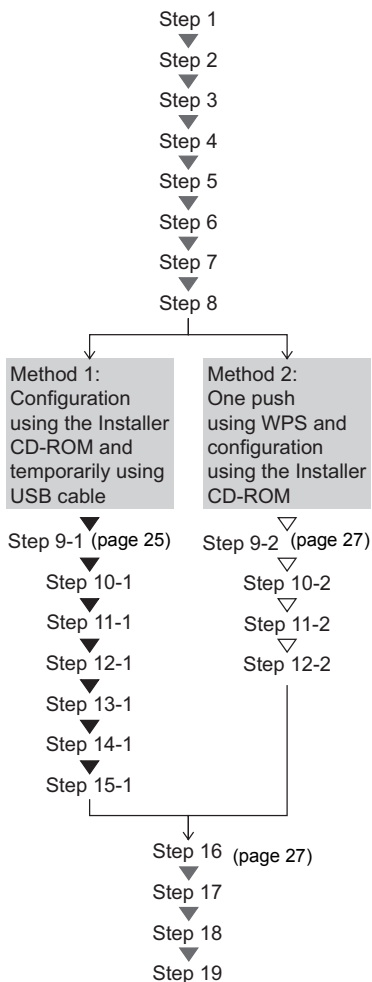 Step 1
Step 2
Step 3
Step 4
Step 5
Step 6
Step 7
Step 8
Method 1:
Configuration
using the Installer
CD-ROM and
temporarily using
USB cable
Method 2:
One push
using WPS and
configuration
using the Installer
CD-ROM
Step 9-1 (page 25)
Step 10-1
Step 11-1
Step 12-1
Step 13-1
Step 14-1
Step 15-1
Step 9-2 (page 27)
Step 10-2
Step 11-2
Step 12-2
Step 16 (page 27)
Step 17
Step 18
Step 19